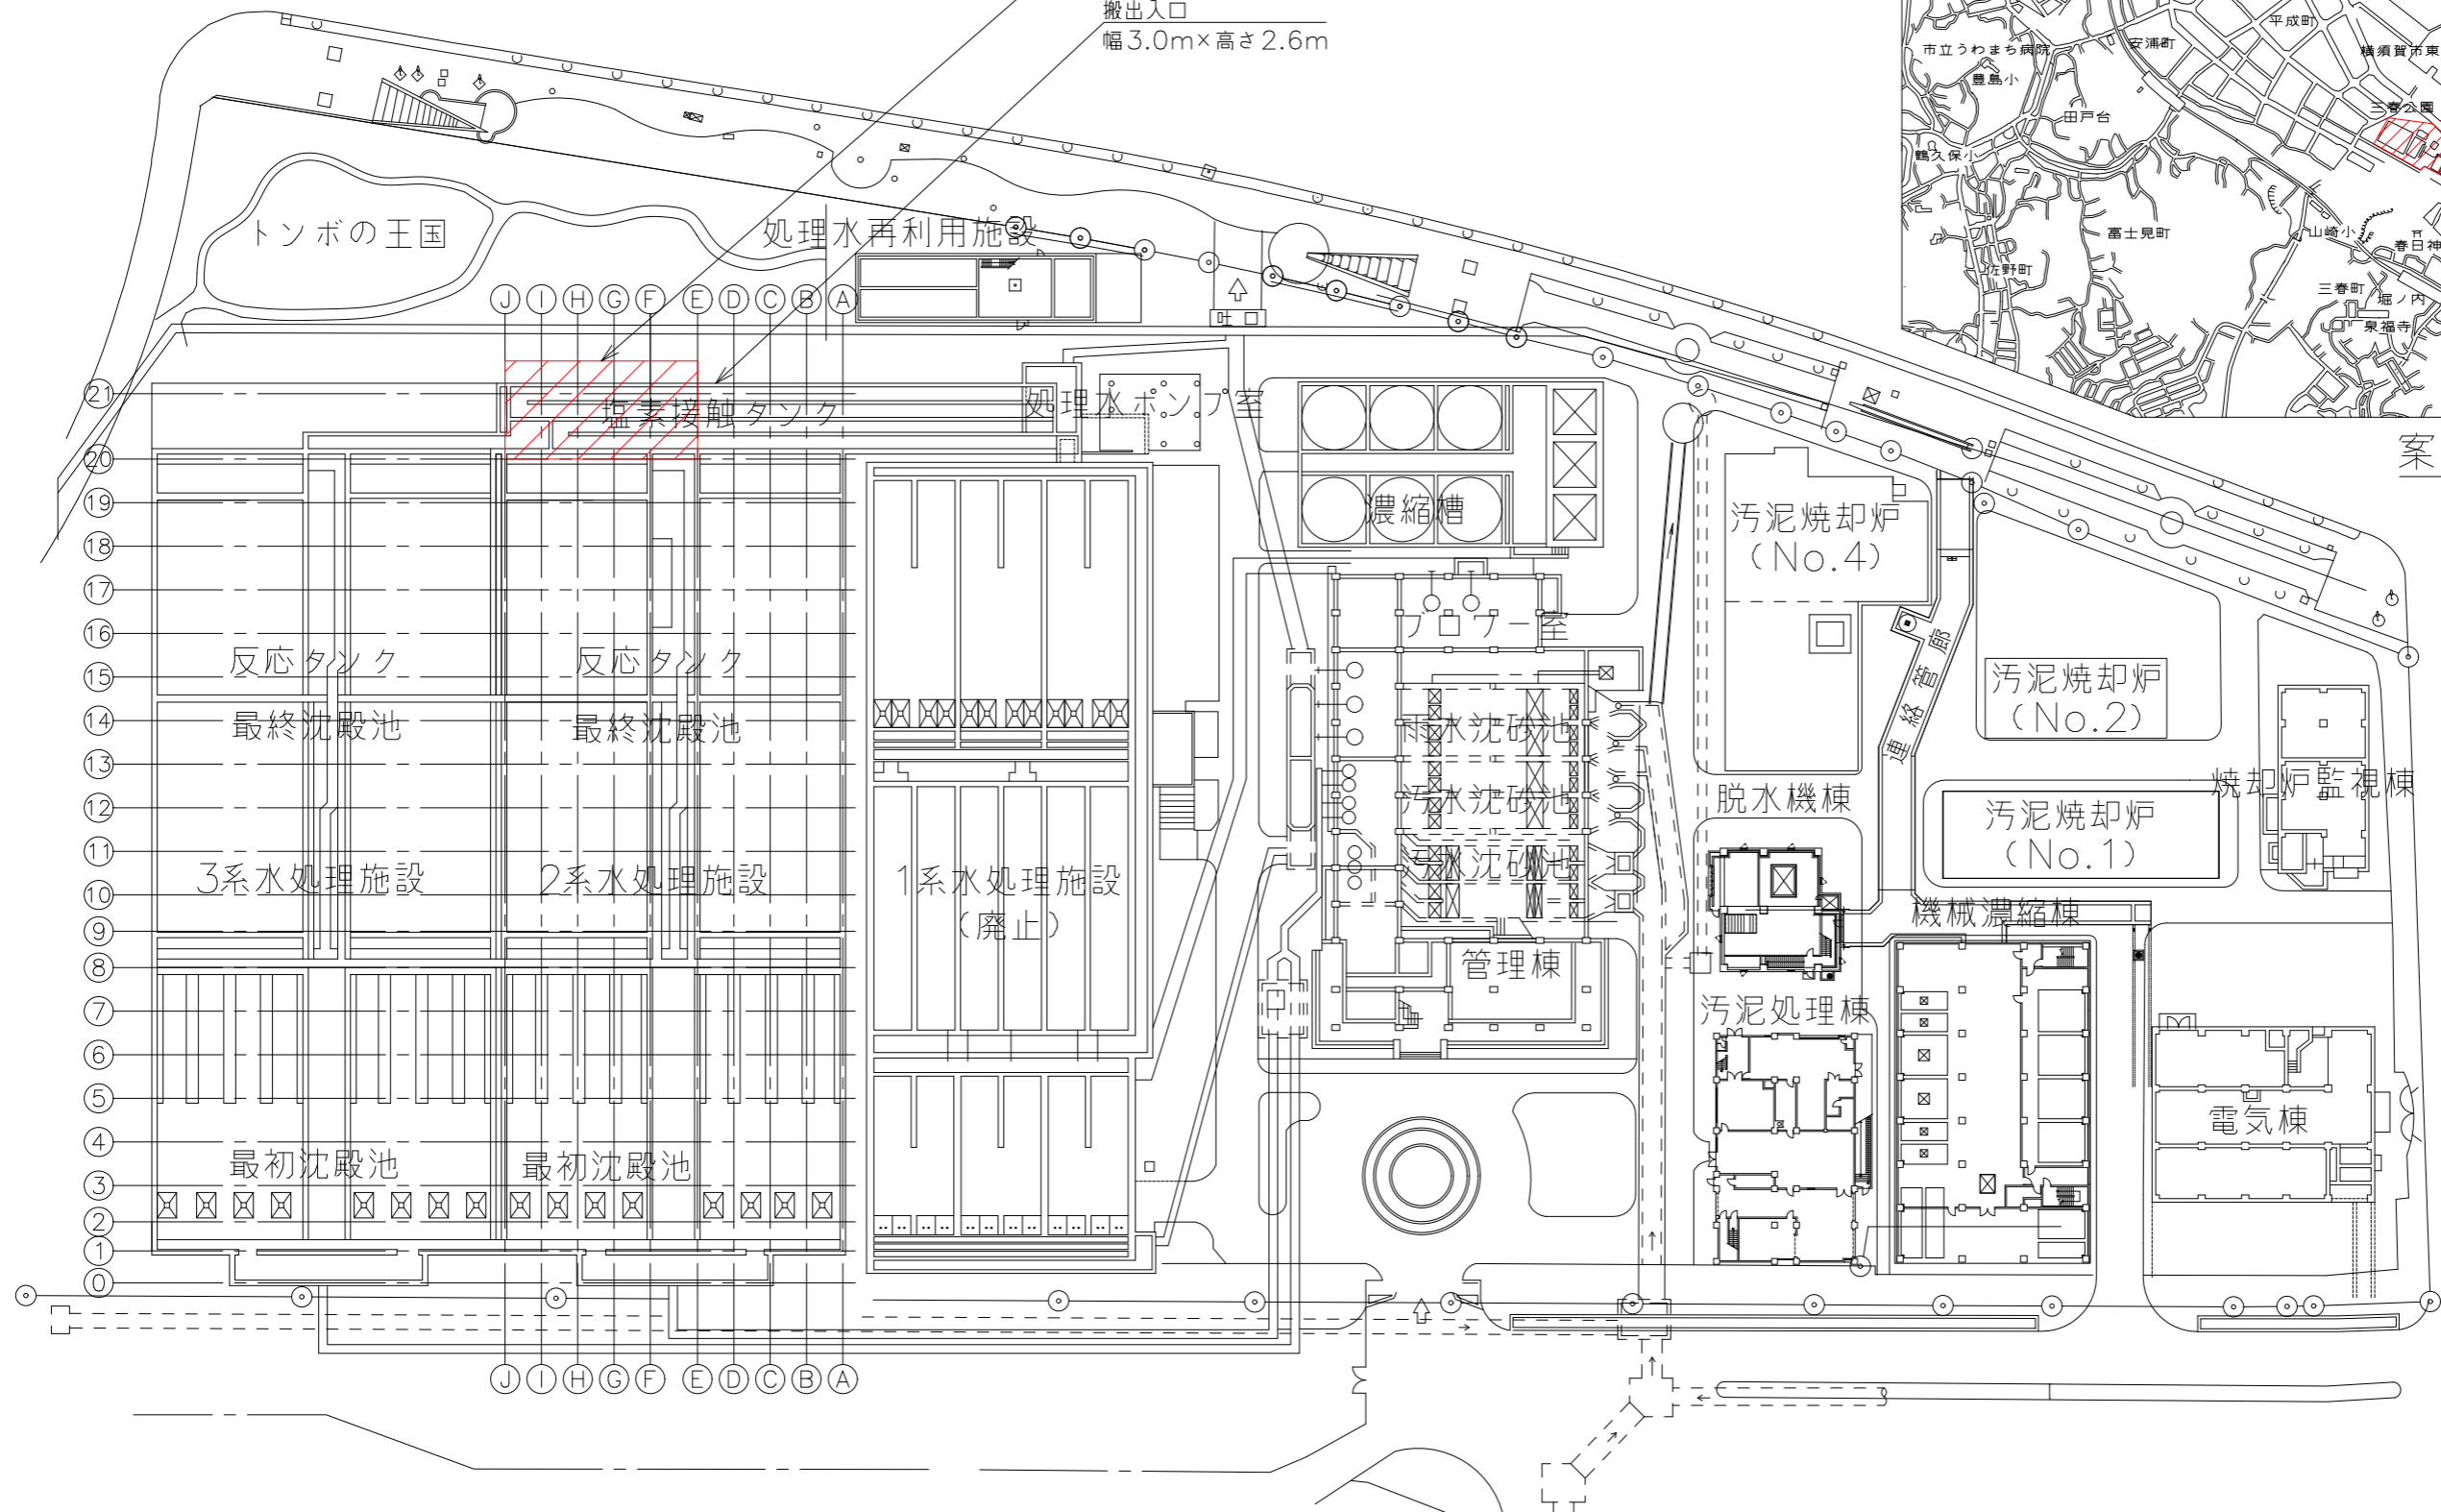 搬出入口
幅3.0m×高さ2.6m
平成町
市立うわまち病院
安浦町
横須賀市東
豊島小
三春公園
田戸台
鶴久保小
富士見町
山崎小
春日神
佐野町
三春町
堀ノ内
泉福寺
案
トンボの王国
処理水再利用施設
吐口
J I H G F E D C B A
21
塩素接触タンク
処理水ポンプ室
20
19
濃縮槽
汚泥焼却炉
(No.4)
18
17
16
ブロワー室
連絡管廊
15
反応タンク
反応タンク
汚泥焼却炉
(No.2)
14
最終沈殿池
最終沈殿池
雨水沈砂池
13
12
汚水沈砂池
脱水機棟
焼却炉監視棟
汚泥焼却炉
(No.1)
11
10
3系水処理施設
2系水処理施設
1系水処理施設
(廃止)
汚水沈砂池
9
機械濃縮棟
8
管理棟
7
汚泥処理棟
6
5
4
電気棟
3
最初沈殿池
最初沈殿池
2
1
0
J I H G F E D C B A